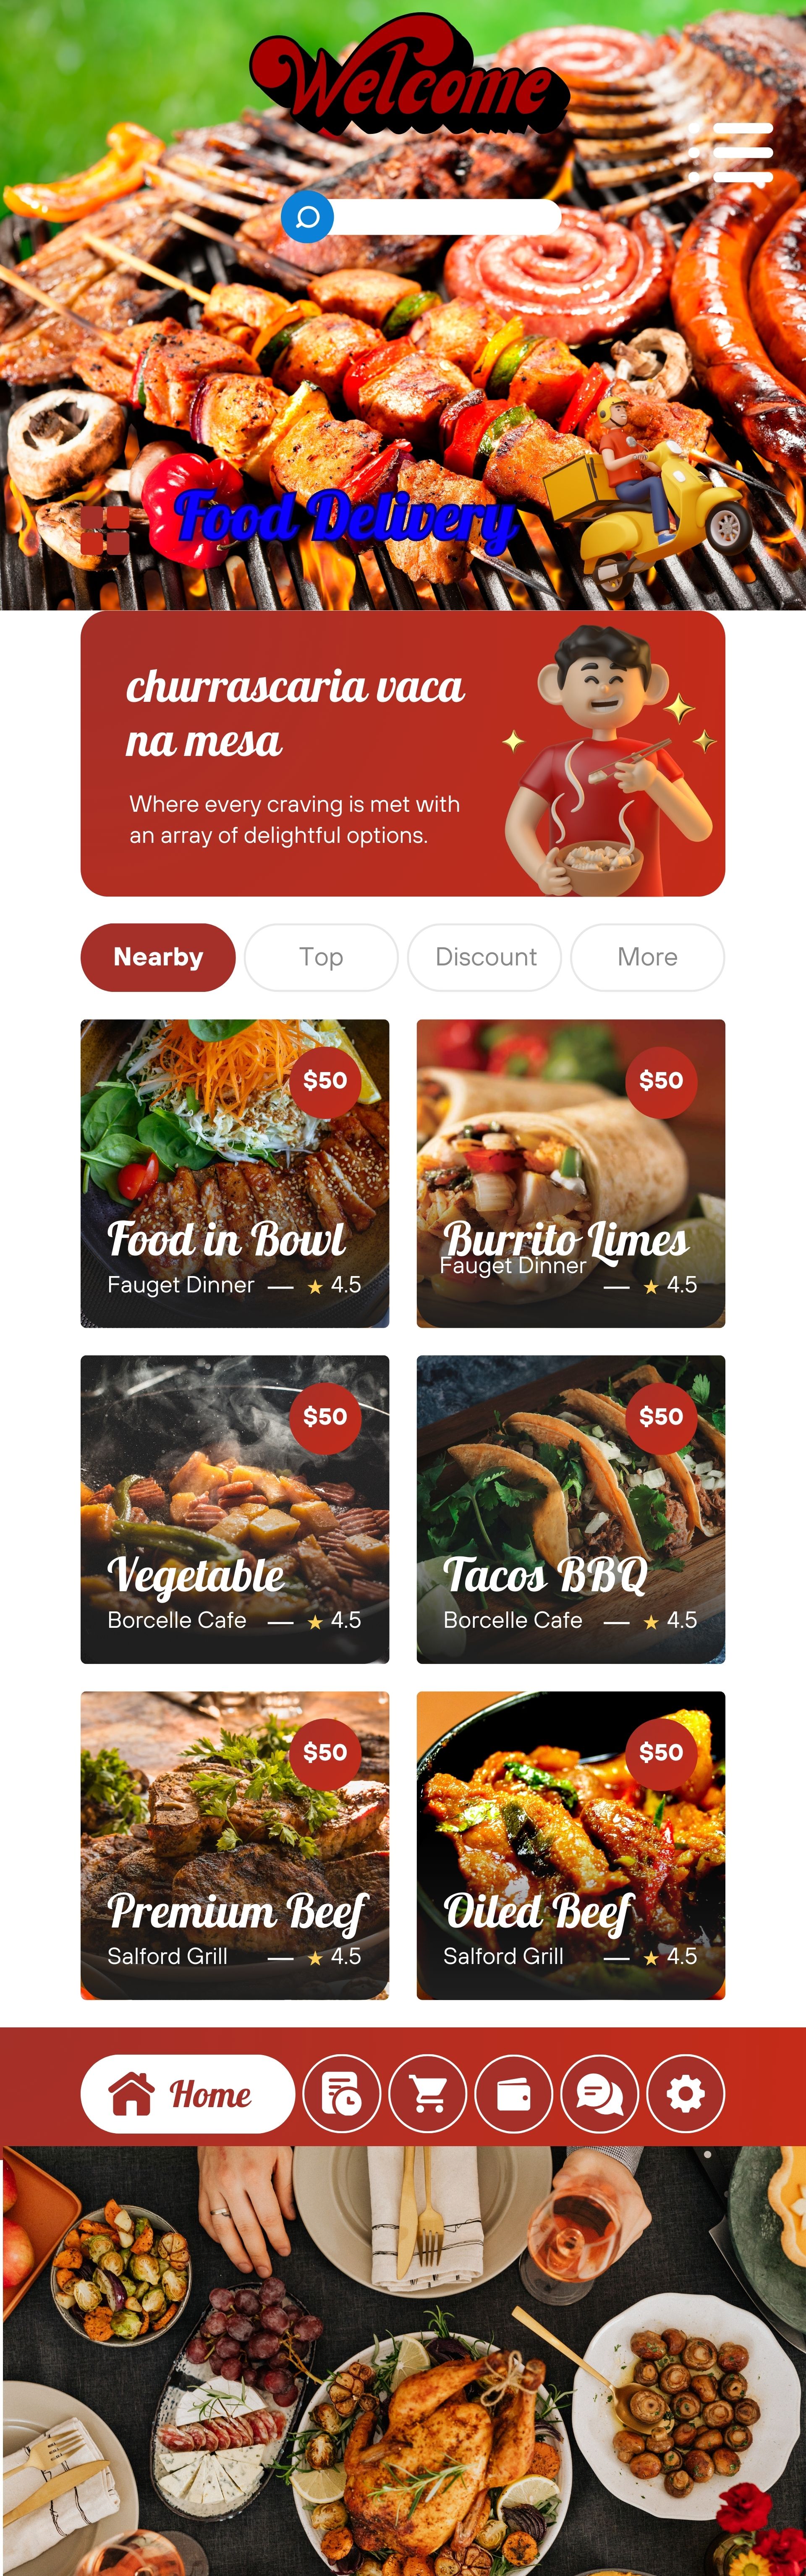 Welcome
Food Delivery
churrascaria vaca
na mesa
Where every craving is met with
an array of delightful options.
Nearby
Top
Discount
More
$50
Food in Bowl
Fauget Dinner — ★ 4.5
$50
Burrito Limes
Fauget Dinner
— ★ 4.5
$50
Vegetable
Borcelle Cafe — ★ 4.5
$50
Tacos BBQ
Borcelle Cafe — ★ 4.5
$50
Premium Beef
Salford Grill — ★ 4.5
$50
Oiled Beef
Salford Grill — ★ 4.5
Home